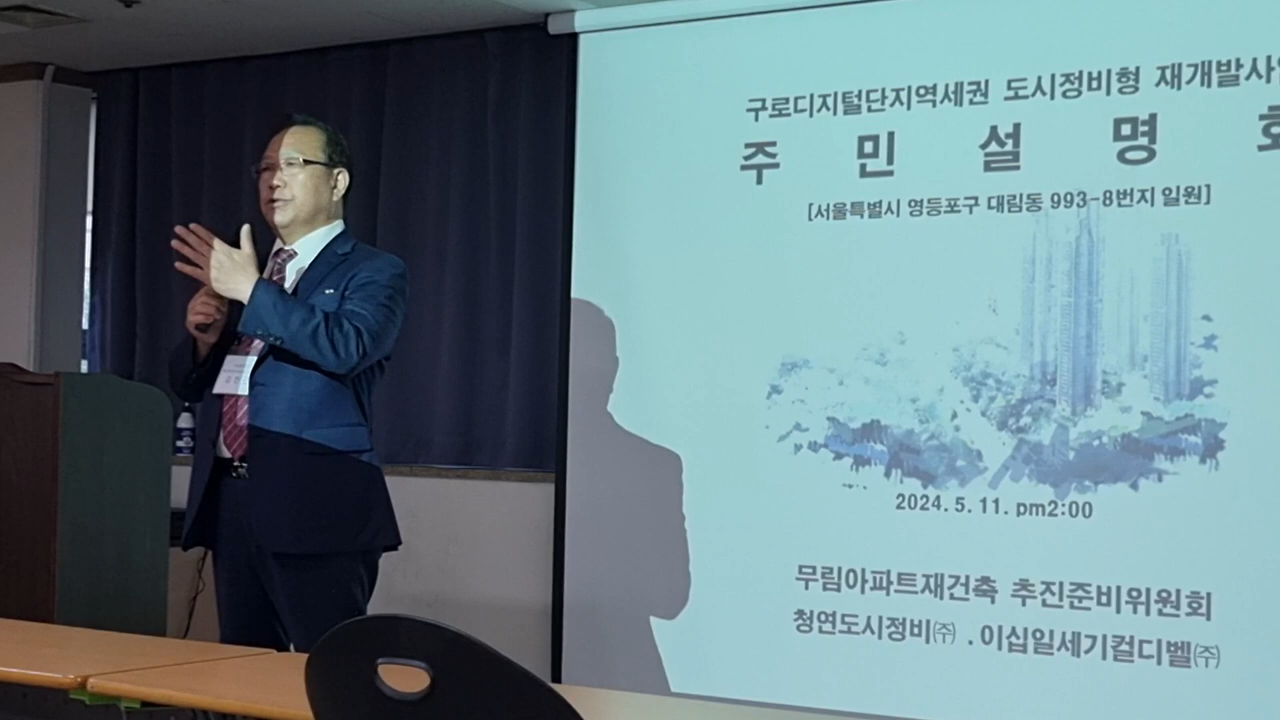 구로디지털단지역세권 도시정비형 재개발사
주 민 설 명 회
[서울특별시 영등포구 대림동 993-8번지 일원]
2024. 5. 11. pm2:00
무림아파트재건축 추진준비위원회
청연도시정비㈜ . 이십일세기컬디벨㈜